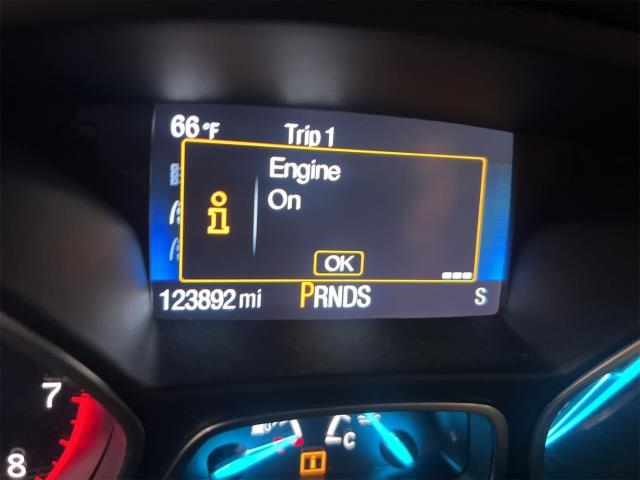 66°F Trip 1
Engine
On
OK
123892 mi PRNDS S
7
8
C